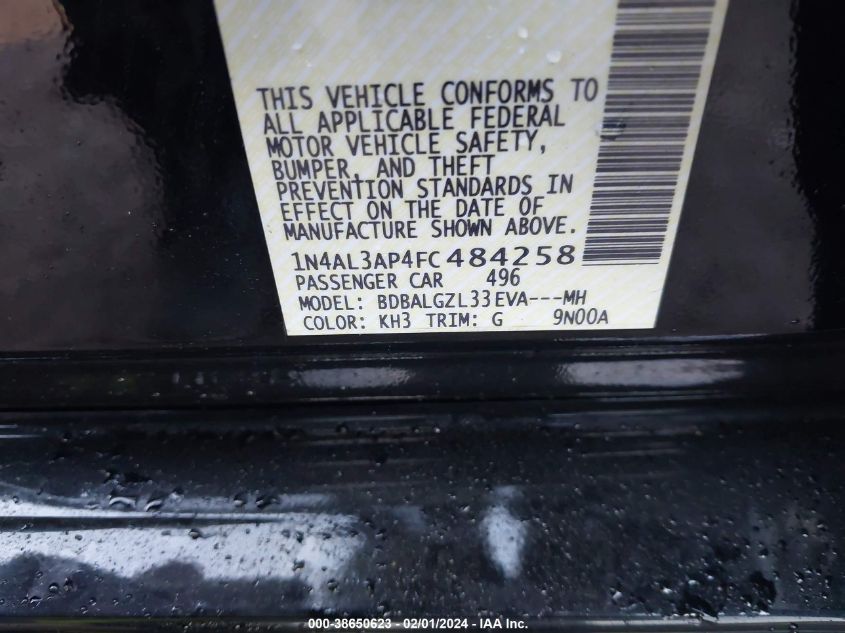 THIS VEHICLE CONFORMS TO
ALL APPLICABLE FEDERAL
MOTOR VEHICLE SAFETY,
BUMPER, AND THEFT
PREVENTION STANDARDS IN
EFFECT ON THE DATE OF
MANUFACTURE SHOWN ABOVE.
1N4AL3AP4FC484258
PASSENGER CAR 496
MODEL: BDBALGZL33EVA---MH
COLOR: KH3 TRIM: G 9N00A
000-38650623 - 02/01/2024 - IAA Inc.